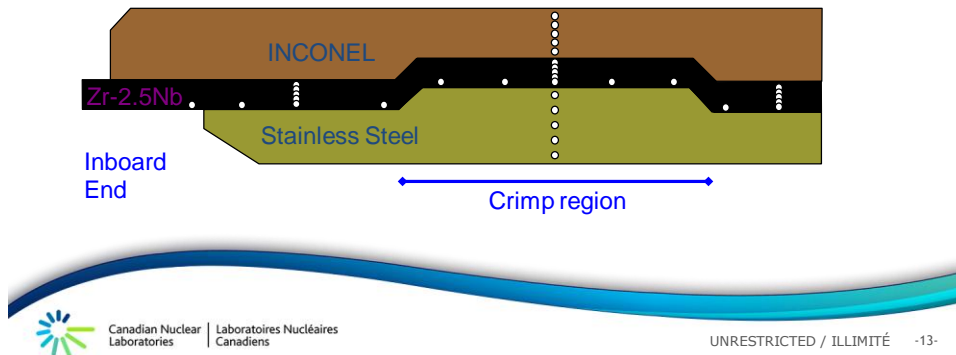 INCONEL
Zr-2.5Nb
Stainless Steel
Inboard
End
Crimp region
Canadian Nuclear | Laboratoires Nucléaires
Laboratories | Canadiens
UNRESTRICTED / ILLIMITÉ -13-